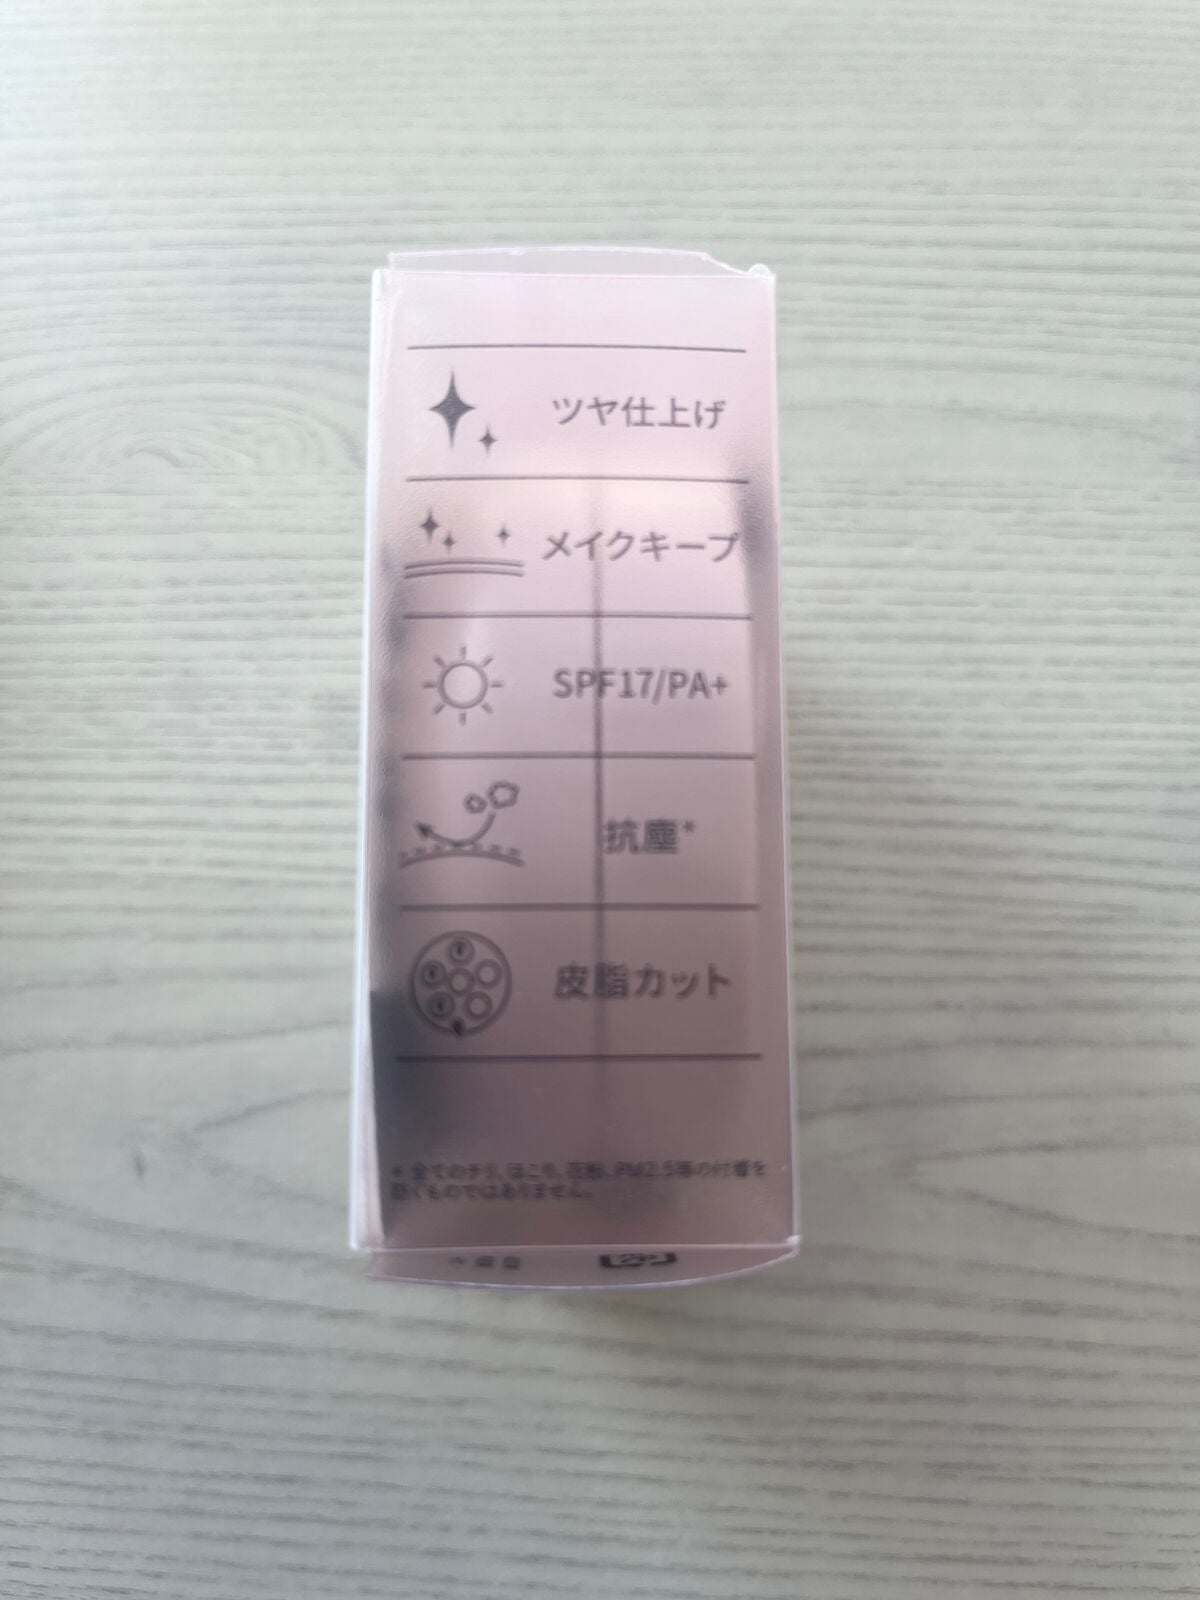 ツヤ仕上げ
メイクキープ
SPF17/PA+
抗塵*
皮脂カット
* 全てのチリ、ほこり、花粉、PM2.5等の付着を
防ぐものではありません。